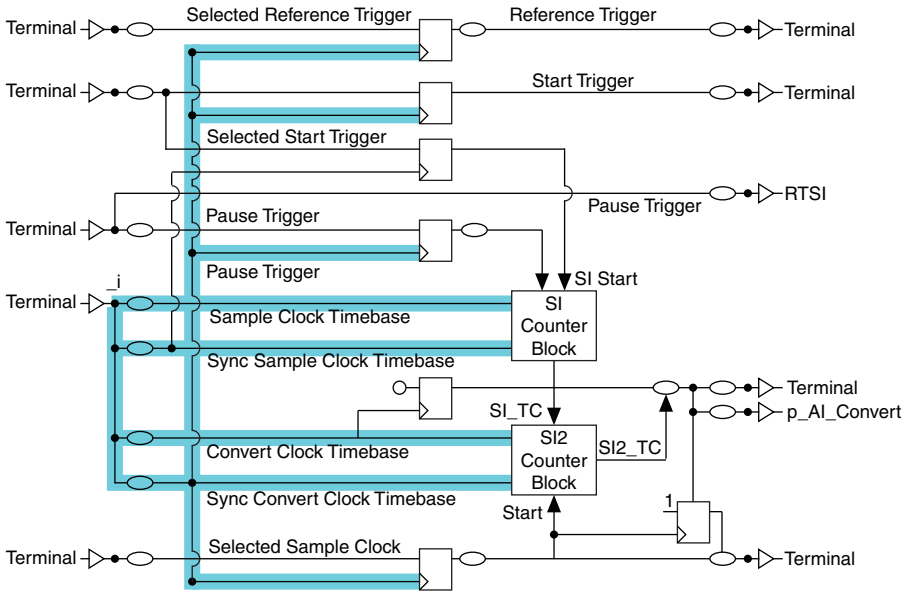 Selected Reference Trigger
Reference Trigger
Terminal
Terminal
Terminal
Start Trigger
Terminal
Selected Start Trigger
Pause Trigger
RTSI
Terminal
Pause Trigger
Pause Trigger
SI Start
_i
Terminal
Sample Clock Timebase
SI
Counter
Block
Sync Sample Clock Timebase
Terminal
SI_TC
p_AI_Convert
Convert Clock Timebase
SI2
Counter
Block
SI2_TC
Sync Convert Clock Timebase
Start
1
Selected Sample Clock
Terminal
Terminal